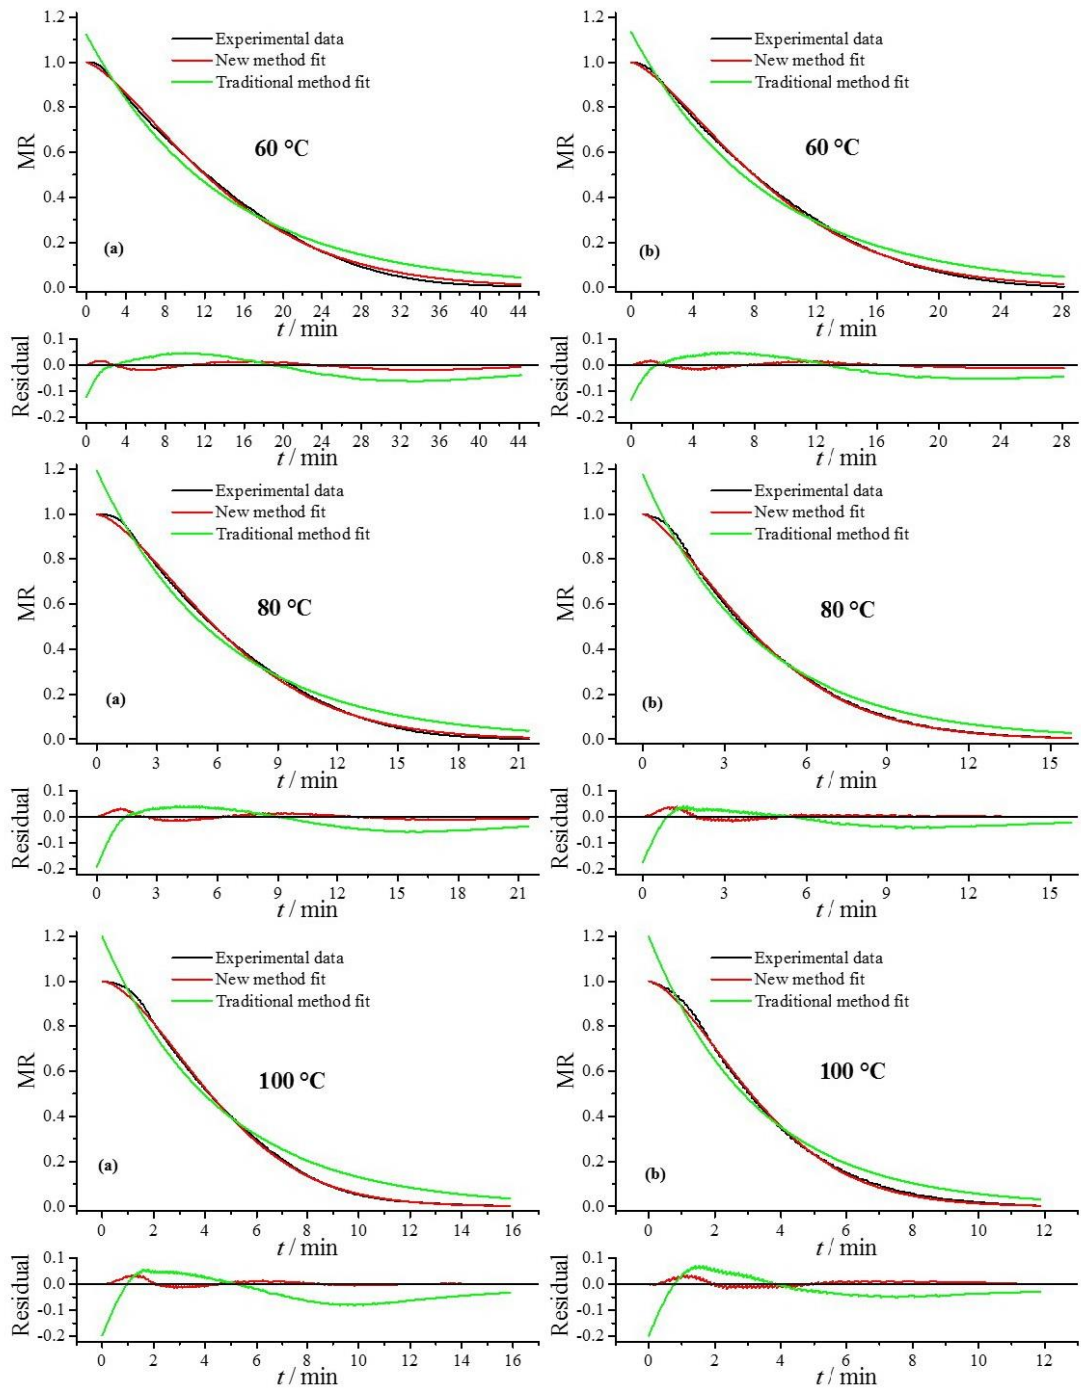 1.2
1.0
0.8
0.6
0.4
0.2
0.0
MR
Experimental data
New method fit
Traditional method fit
60 °C
(a)
0 4 8 12 16 20 24 28 32 36 40 44
t / min
0.1
0.0
-0.1
-0.2
Residual
0 4 8 12 16 20 24 28 32 36 40 44
t / min
1.2
1.0
0.8
0.6
0.4
0.2
0.0
MR
Experimental data
New method fit
Traditional method fit
60 °C
(b)
0 4 8 12 16 20 24 28
t / min
0.1
0.0
-0.1
-0.2
Residual
0 4 8 12 16 20 24 28
t / min
1.2
1.0
0.8
0.6
0.4
0.2
0.0
MR
Experimental data
New method fit
Traditional method fit
80 °C
(a)
0 3 6 9 12 15 18 21
t / min
0.1
0.0
-0.1
-0.2
Residual
0 3 6 9 12 15 18 21
t / min
1.2
1.0
0.8
0.6
0.4
0.2
0.0
MR
Experimental data
New method fit
Traditional method fit
80 °C
(b)
0 3 6 9 12 15
t / min
0.1
0.0
-0.1
-0.2
Residual
0 3 6 9 12 15
t / min
1.2
1.0
0.8
0.6
0.4
0.2
0.0
MR
Experimental data
New method fit
Traditional method fit
100 °C
(a)
0 2 4 6 8 10 12 14 16
t / min
0.1
0.0
-0.1
-0.2
Residual
0 2 4 6 8 10 12 14 16
t / min
1.2
1.0
0.8
0.6
0.4
0.2
0.0
MR
Experimental data
New method fit
Traditional method fit
100 °C
(b)
0 2 4 6 8 10 12
t / min
0.1
0.0
-0.1
-0.2
Residual
0 2 4 6 8 10 12
t / min